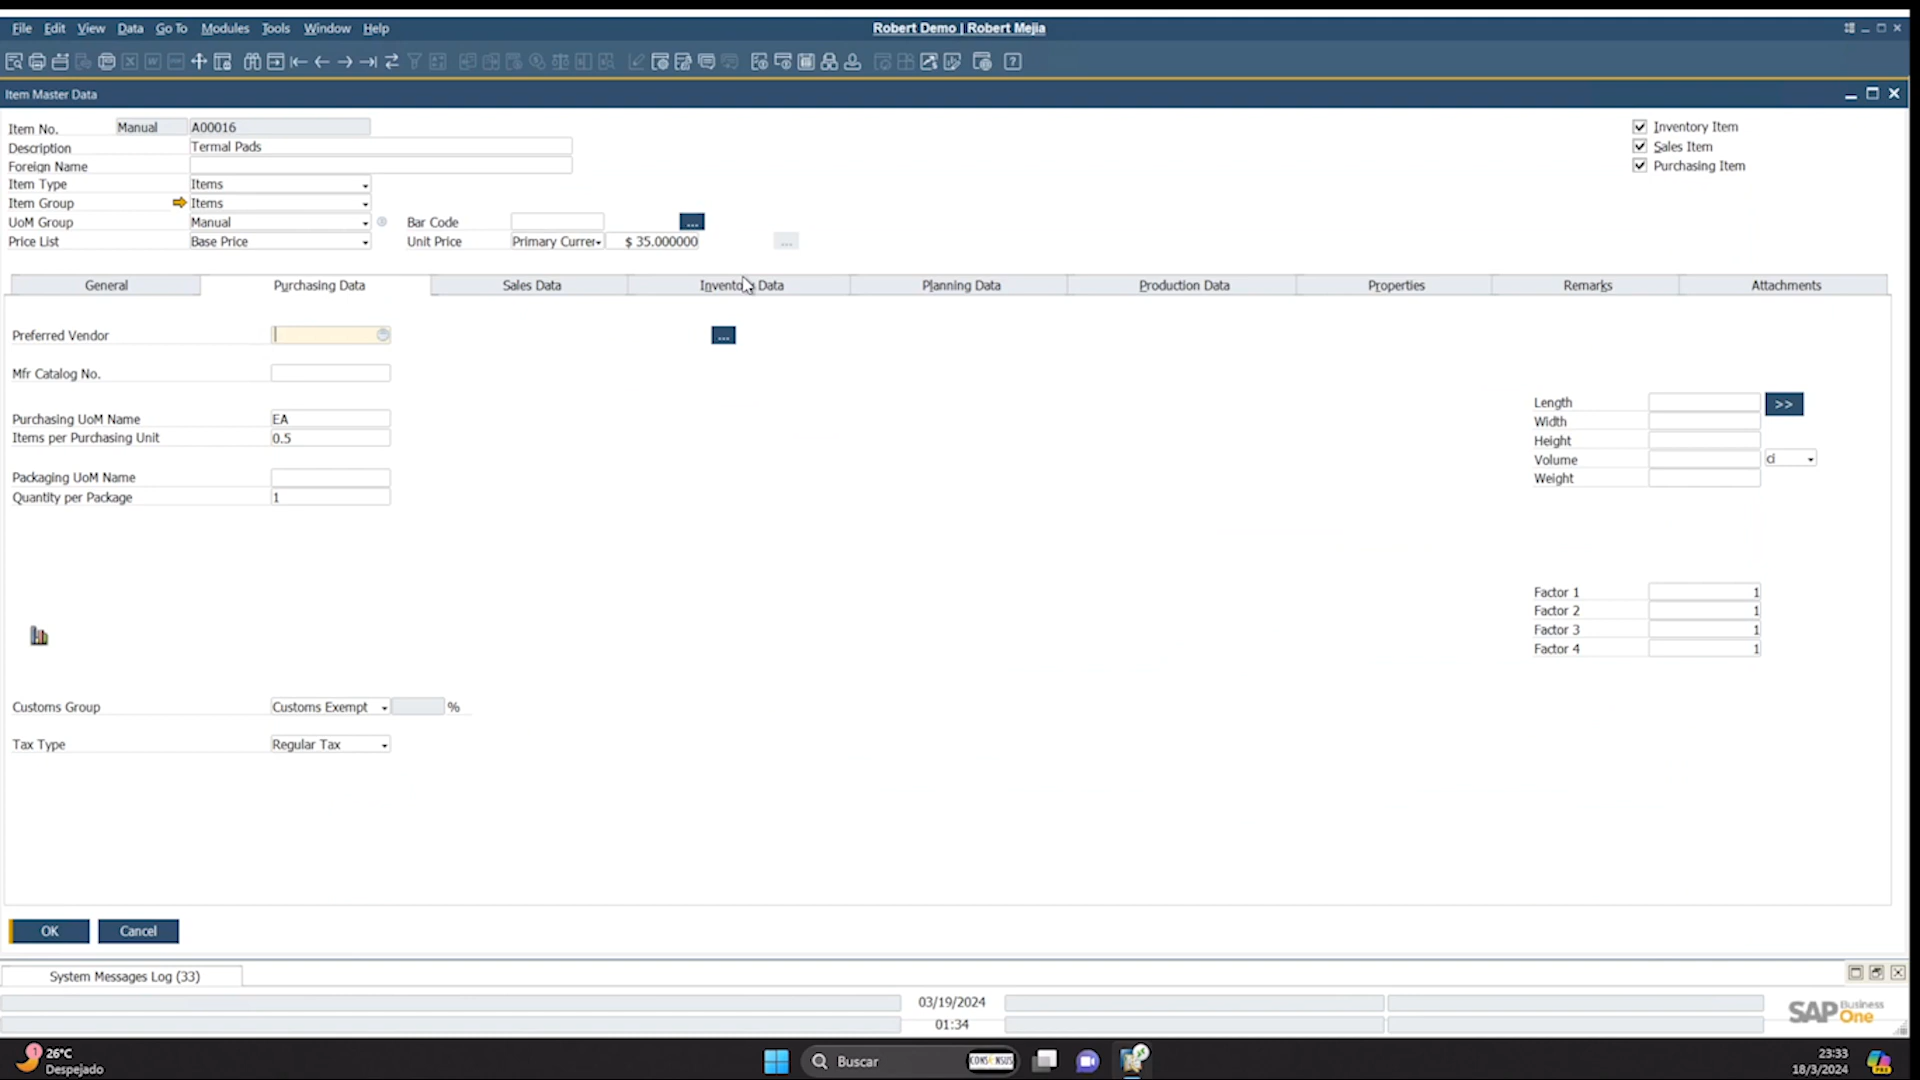 File Edit View Data Go To Modules Tools Window Help
Robert Demo | Robert Mejia
Item Master Data
Item No. Manual A00016
Description Termal Pads
Foreign Name
Item Type Items
Item Group Items
UoM Group Manual Bar Code ...
Price List Base Price Unit Price Primary Currer $ 35.000000 ...
Inventory Item
Sales Item
Purchasing Item
General Purchasing Data Sales Data Inventory Data Planning Data Production Data Properties Remarks Attachments
Preferred Vendor ...
Mfr Catalog No.
Purchasing UoM Name EA
Items per Purchasing Unit 0.5
Packaging UoM Name
Quantity per Package 1
Length >>
Width
Height
Volume ci
Weight
Factor 1 1
Factor 2 1
Factor 3 1
Factor 4 1
Customs Group Customs Exempt %
Tax Type Regular Tax
OK Cancel
System Messages Log (33)
03/19/2024
01:34
SAP Business One
1 26°C
Despejado
Buscar
CONSENSUS
23:33
18/3/2024